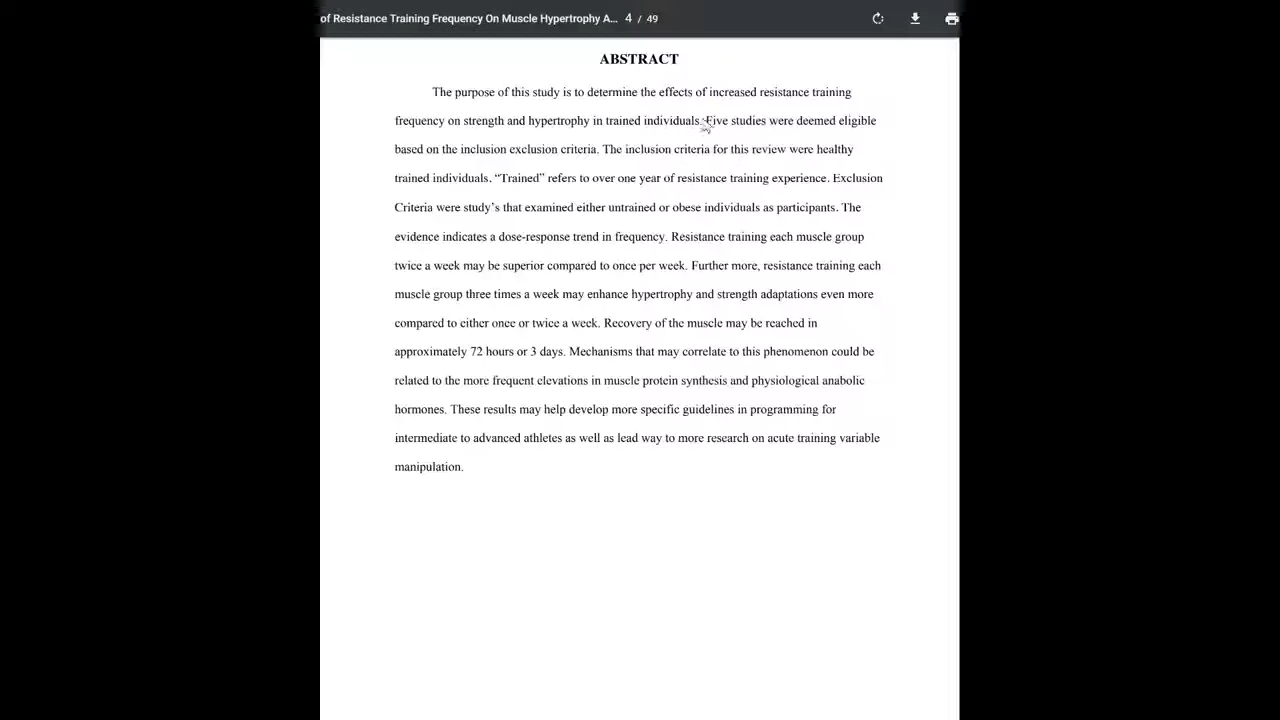 of Resistance Training Frequency On Muscle Hypertrophy A... 4 / 49
ABSTRACT
The purpose of this study is to determine the effects of increased resistance training
frequency on strength and hypertrophy in trained individuals. Five studies were deemed eligible
based on the inclusion exclusion criteria. The inclusion criteria for this review were healthy
trained individuals. “Trained” refers to over one year of resistance training experience. Exclusion
Criteria were study’s that examined either untrained or obese individuals as participants. The
evidence indicates a dose-response trend in frequency. Resistance training each muscle group
twice a week may be superior compared to once per week. Further more, resistance training each
muscle group three times a week may enhance hypertrophy and strength adaptations even more
compared to either once or twice a week. Recovery of the muscle may be reached in
approximately 72 hours or 3 days. Mechanisms that may correlate to this phenomenon could be
related to the more frequent elevations in muscle protein synthesis and physiological anabolic
hormones. These results may help develop more specific guidelines in programming for
intermediate to advanced athletes as well as lead way to more research on acute training variable
manipulation.